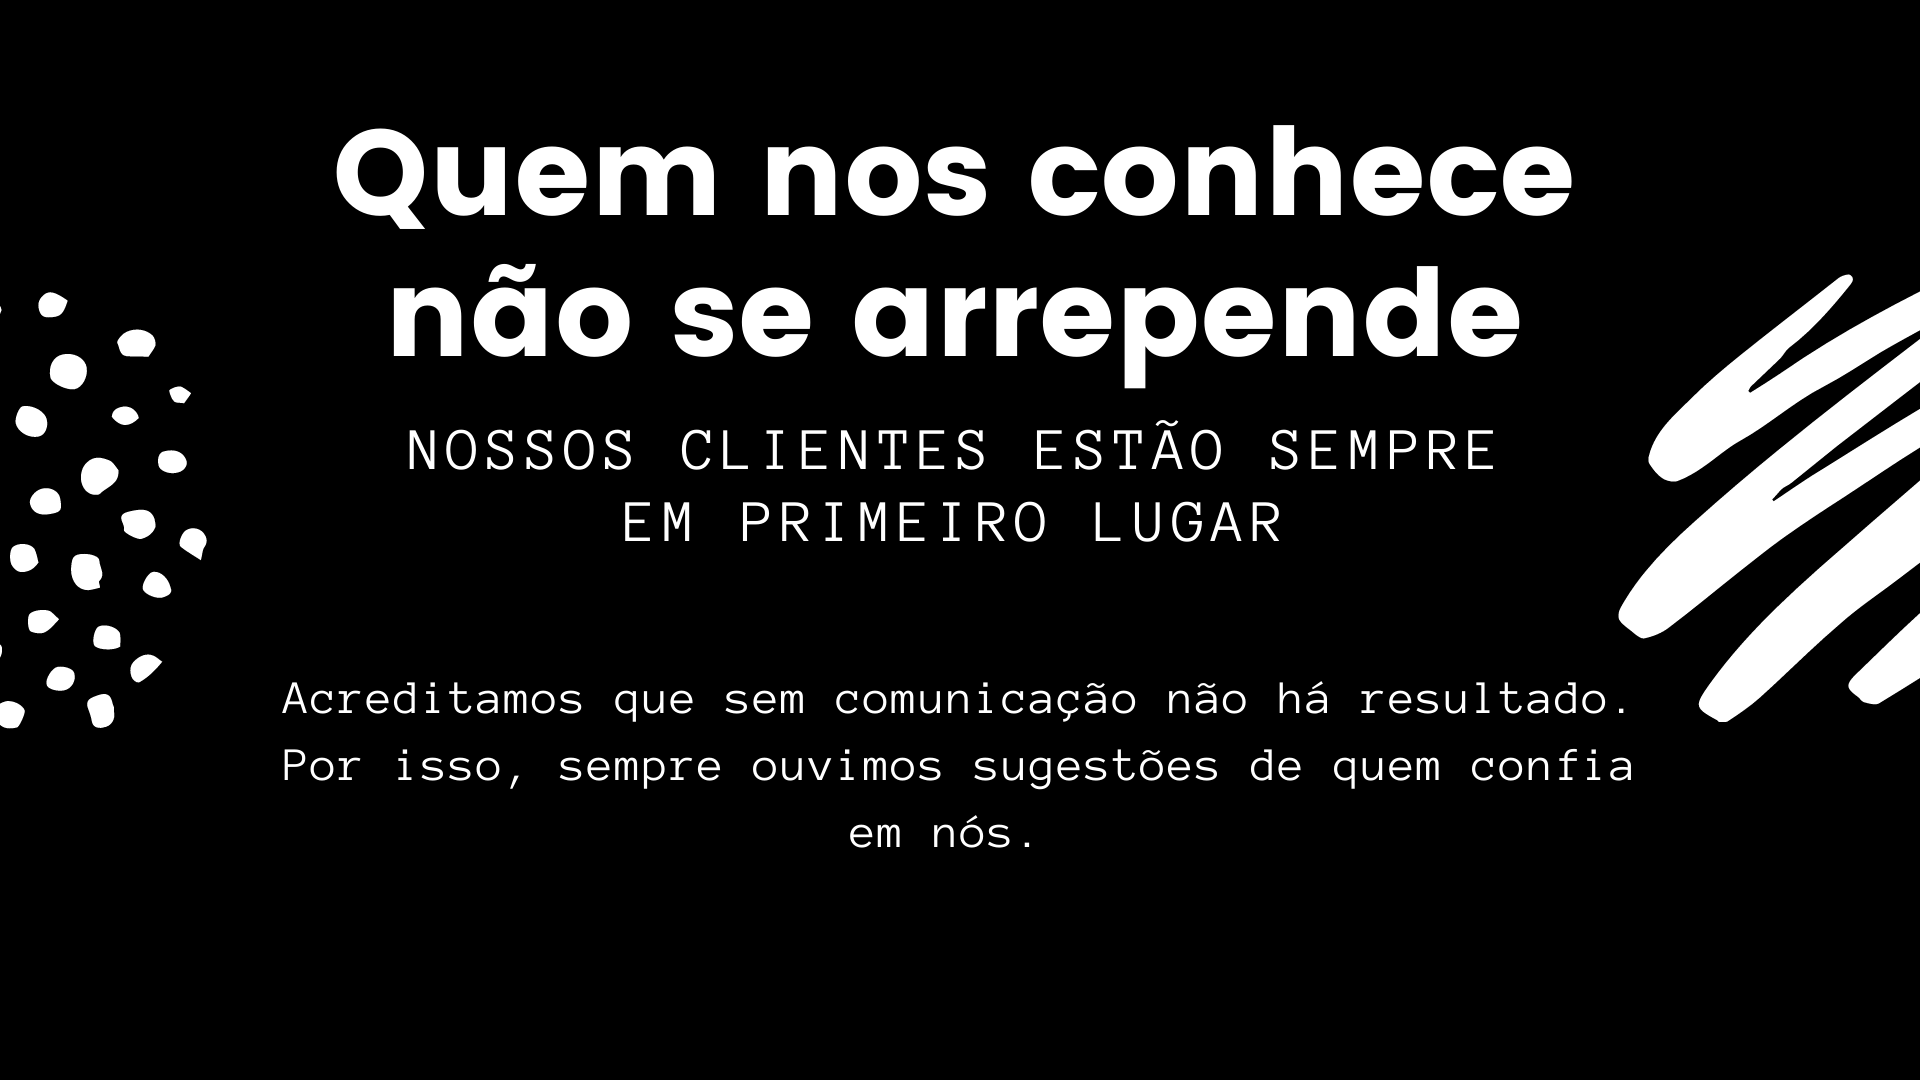 Quem nos conhece
não se arrepende
NOSSOS CLIENTES ESTÃO SEMPRE
EM PRIMEIRO LUGAR
Acreditamos que sem comunicação não há resultado.
Por isso, sempre ouvimos sugestões de quem confia
em nós.